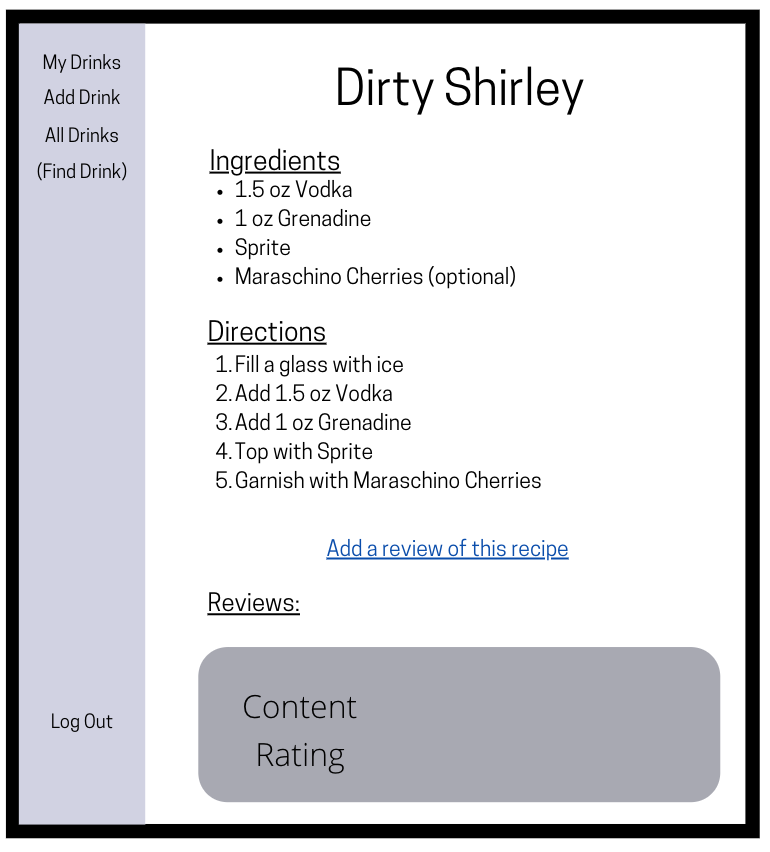 My Drinks
Add Drink
All Drinks
(Find Drink)
Log Out
Dirty Shirley
Ingredients
• 1.5 oz Vodka
• 1 oz Grenadine
• Sprite
• Maraschino Cherries (optional)
Directions
1. Fill a glass with ice
2. Add 1.5 oz Vodka
3. Add 1 oz Grenadine
4. Top with Sprite
5. Garnish with Maraschino Cherries
Add a review of this recipe
Reviews:
Content
Rating